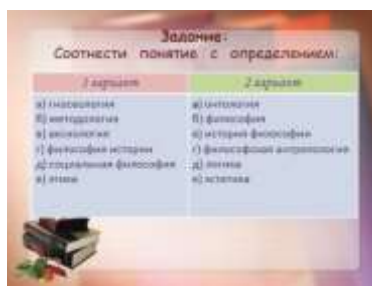 Задание:
Соотнести понятие с определением:
1 вариант
2 вариант
а) гносеология
б) методология
в) аксиология
г) философия истории
д) социальная философия
е) этика
а) онтология
б) философия
в) история философии
г) философская антропология
д) логика
е) эстетика